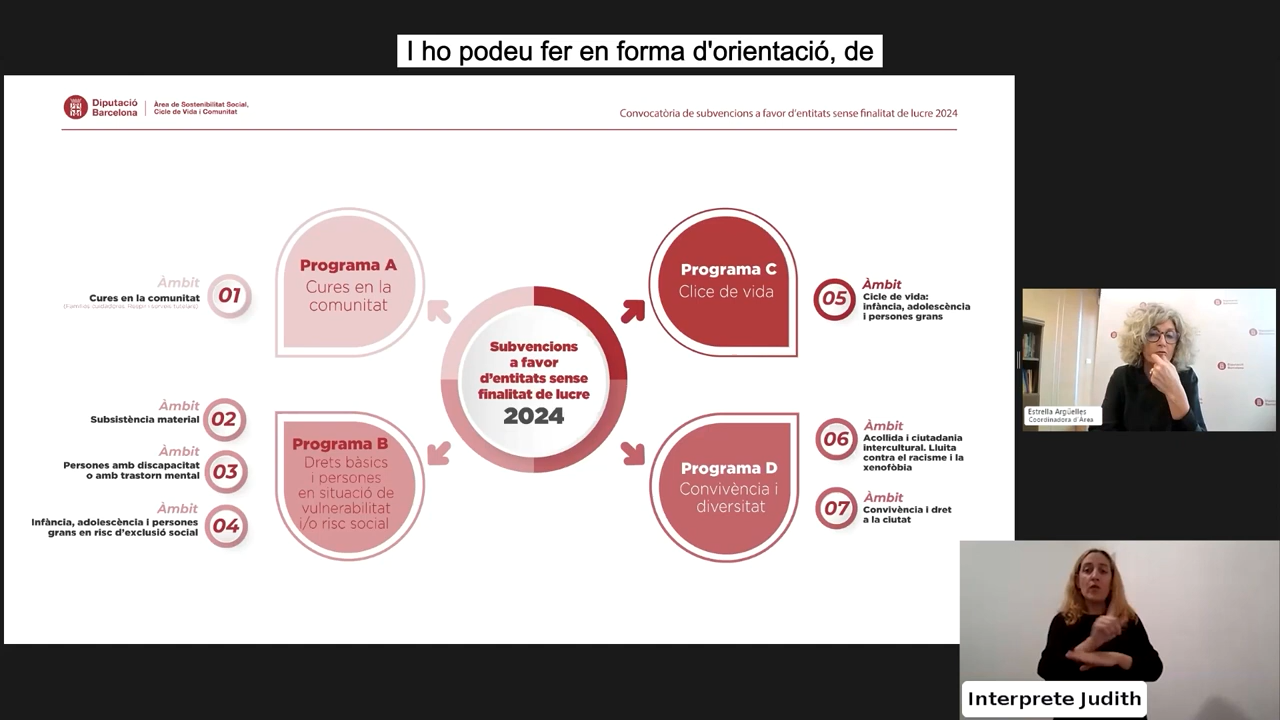 I ho podeu fer en forma d'orientació, de
Diputació
Barcelona
Àrea de Sostenibilitat Social,
Cicle de Vida i Comunitat
Convocatòria de subvencions a favor d'entitats sense finalitat de lucre 2024
Àmbit
01
Cures en la comunitat
Programa A
Cures en la
comunitat
Programa C
Clice de vida
05
Àmbit
Cicle de vida:
infància, adolescència
i persones grans
Subvencions
a favor
d'entitats sense
finalitat de lucre
2024
Àmbit
02
Subsistència material
Àmbit
03
Persones amb discapacitat
o amb trastorn mental
Àmbit
04
Infància, adolescència i persones
grans en risc d'exclusió social
Programa B
Drets bàsics
i persones
en situació de
vulnerabilitat
i/o risc social
Programa D
Convivència i
diversitat
06
Àmbit
Acollida i ciutadania
intercultural. Lluita
contra el racisme i la
xenofòbia
07
Àmbit
Convivència i dret
a la ciutat
Estrella Argüelles
Coordinadora d'Àrea
Interprete Judith